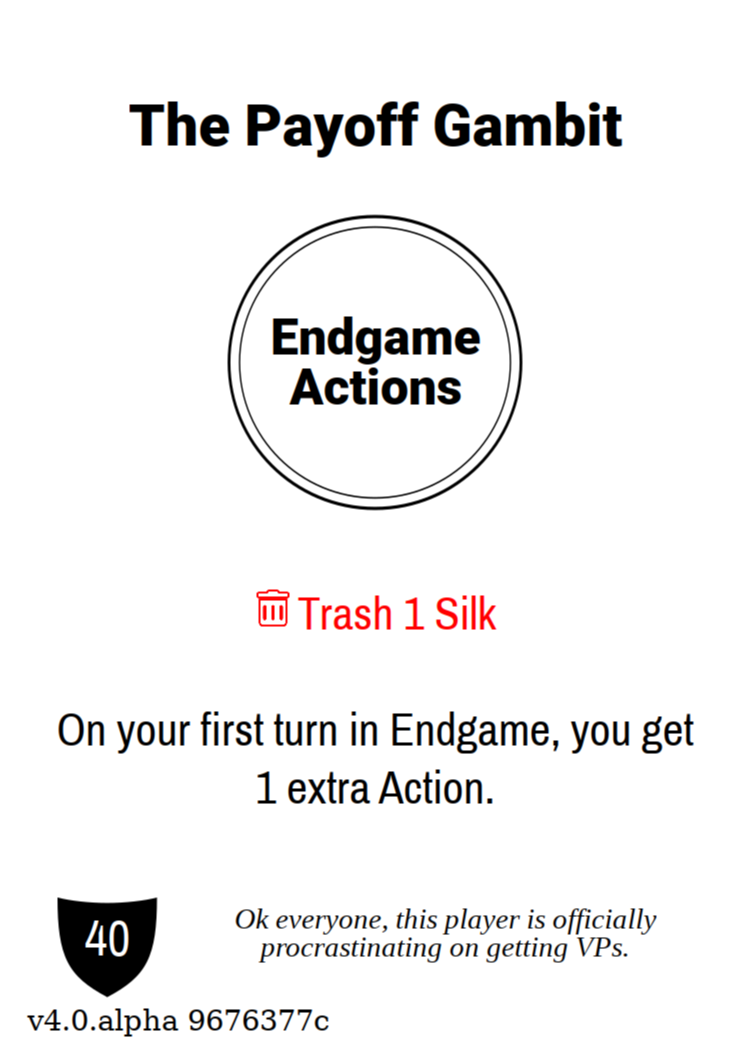 The Payoff Gambit
Endgame
Actions
Trash 1 Silk
On your first turn in Endgame, you get
1 extra Action.
40
Ok everyone, this player is officially
procrastinating on getting VPs.
v4.0.alpha 9676377c